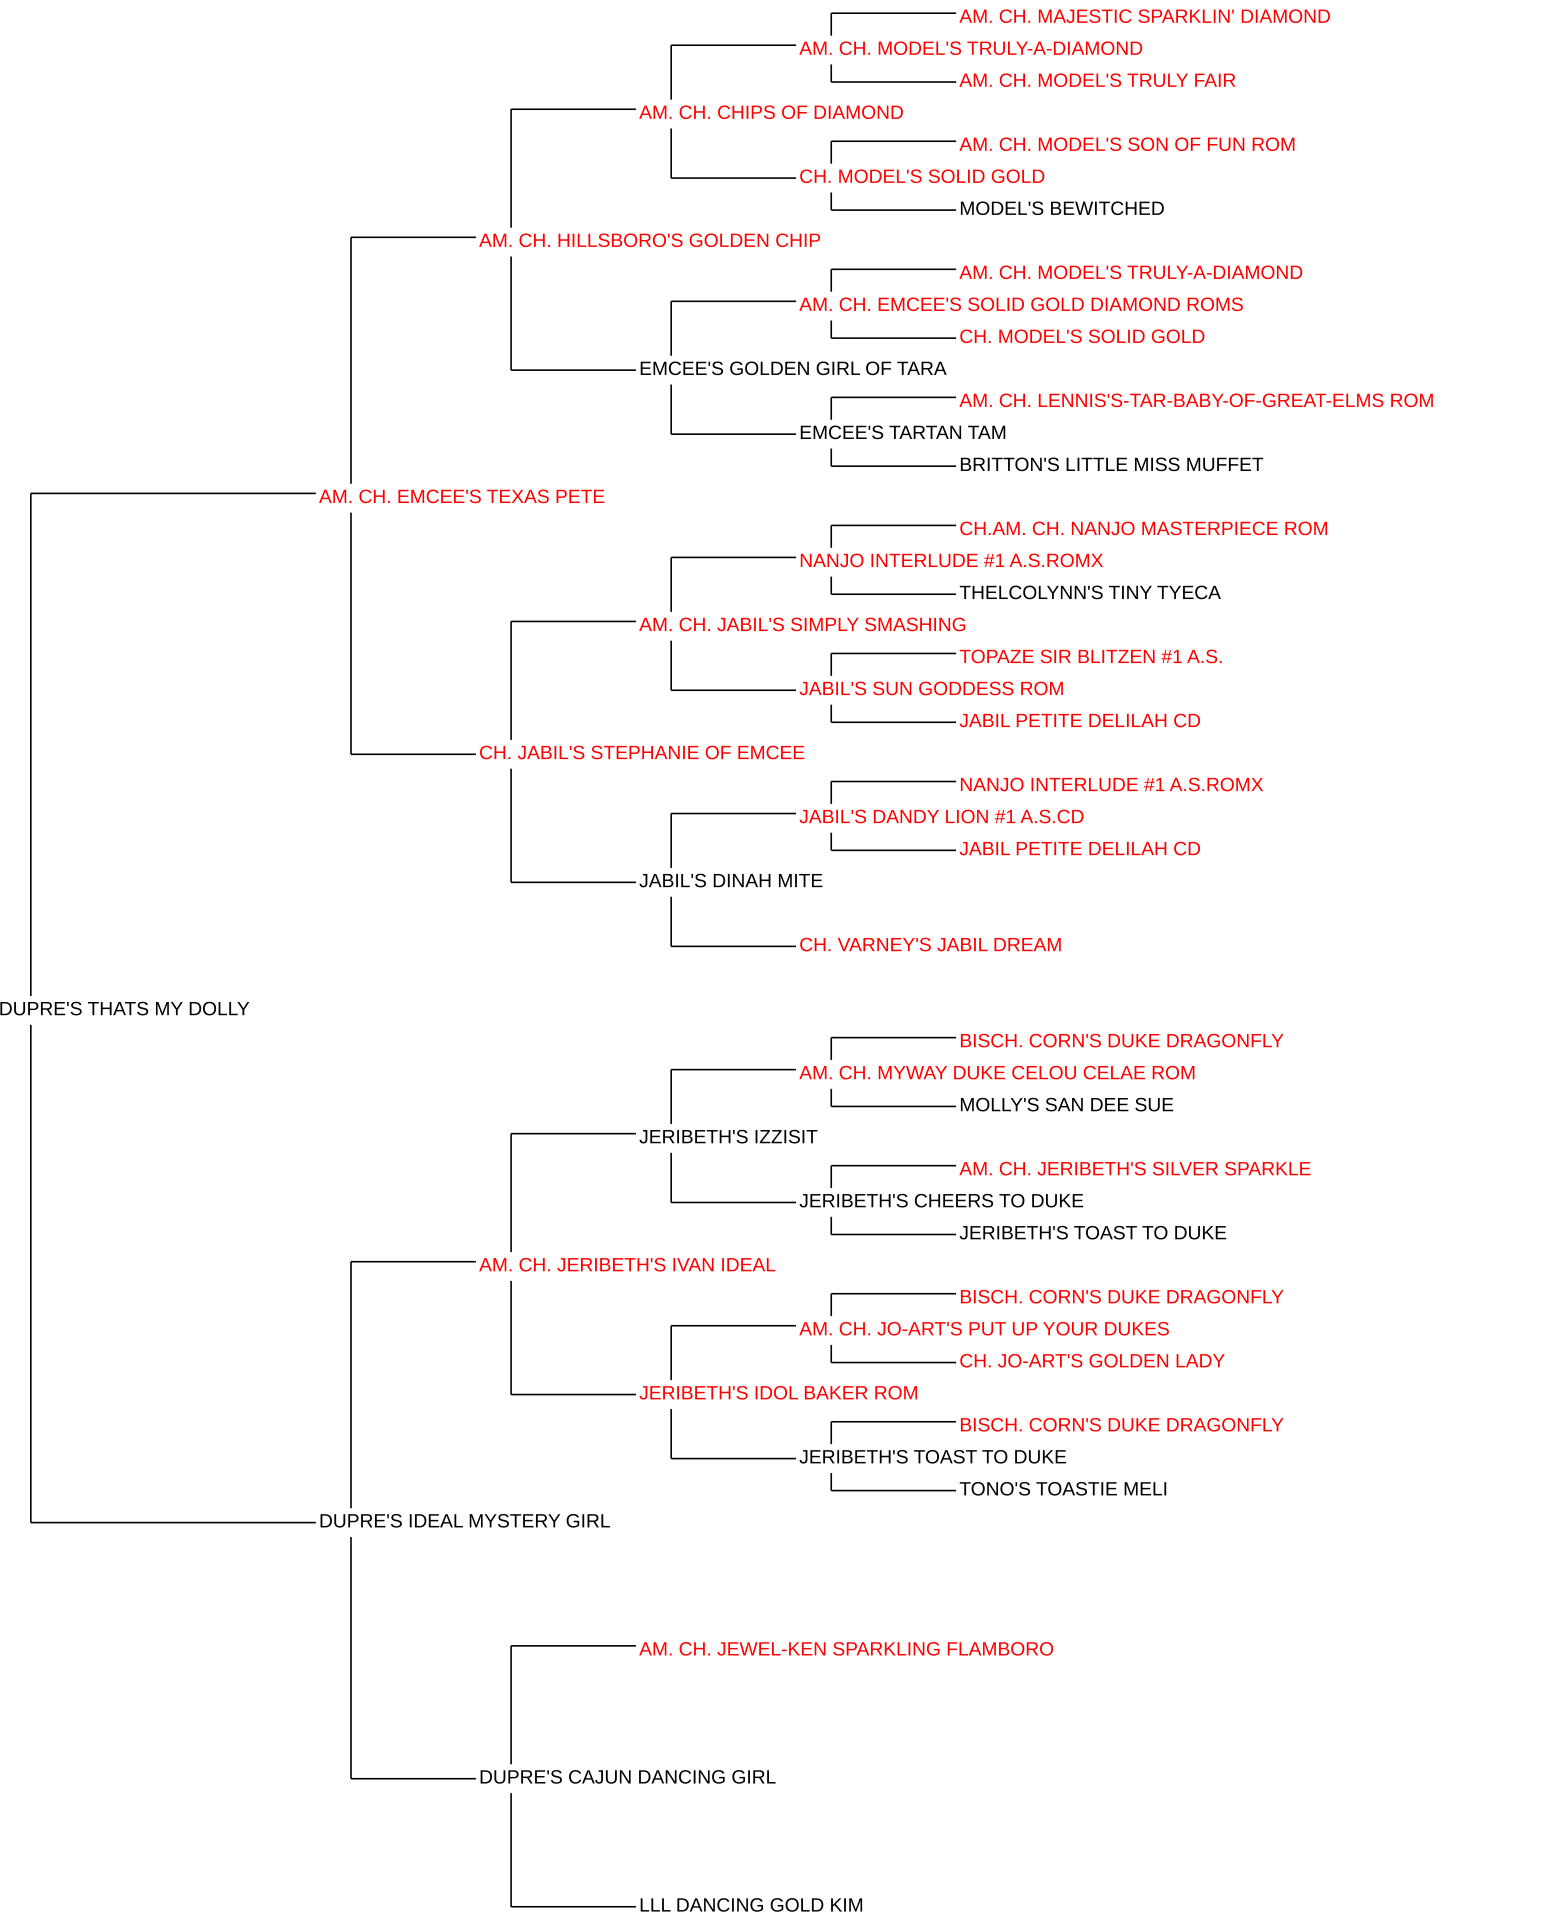 AM. CH. MAJESTIC SPARKLIN' DIAMOND
AM. CH. MODEL'S TRULY-A-DIAMOND
AM. CH. MODEL'S TRULY FAIR
AM. CH. CHIPS OF DIAMOND
AM. CH. MODEL'S SON OF FUN ROM
CH. MODEL'S SOLID GOLD
MODEL'S BEWITCHED
AM. CH. HILLSBORO'S GOLDEN CHIP
AM. CH. MODEL'S TRULY-A-DIAMOND
AM. CH. EMCEE'S SOLID GOLD DIAMOND ROMS
CH. MODEL'S SOLID GOLD
EMCEE'S GOLDEN GIRL OF TARA
AM. CH. LENNIS'S-TAR-BABY-OF-GREAT-ELMS ROM
EMCEE'S TARTAN TAM
BRITTON'S LITTLE MISS MUFFET
AM. CH. EMCEE'S TEXAS PETE
CH.AM. CH. NANJO MASTERPIECE ROM
NANJO INTERLUDE #1 A.S.ROMX
THELCOLYNN'S TINY TYECA
AM. CH. JABIL'S SIMPLY SMASHING
TOPAZE SIR BLITZEN #1 A.S.
JABIL'S SUN GODDESS ROM
JABIL PETITE DELILAH CD
CH. JABIL'S STEPHANIE OF EMCEE
NANJO INTERLUDE #1 A.S.ROMX
JABIL'S DANDY LION #1 A.S.CD
JABIL PETITE DELILAH CD
JABIL'S DINAH MITE
CH. VARNEY'S JABIL DREAM
DUPRE'S THATS MY DOLLY
BISCH. CORN'S DUKE DRAGONFLY
AM. CH. MYWAY DUKE CELOU CELAE ROM
MOLLY'S SAN DEE SUE
JERIBETH'S IZZISIT
AM. CH. JERIBETH'S SILVER SPARKLE
JERIBETH'S CHEERS TO DUKE
JERIBETH'S TOAST TO DUKE
AM. CH. JERIBETH'S IVAN IDEAL
BISCH. CORN'S DUKE DRAGONFLY
AM. CH. JO-ART'S PUT UP YOUR DUKES
CH. JO-ART'S GOLDEN LADY
JERIBETH'S IDOL BAKER ROM
BISCH. CORN'S DUKE DRAGONFLY
JERIBETH'S TOAST TO DUKE
TONO'S TOASTIE MELI
DUPRE'S IDEAL MYSTERY GIRL
AM. CH. JEWEL-KEN SPARKLING FLAMBORO
DUPRE'S CAJUN DANCING GIRL
LLL DANCING GOLD KIM